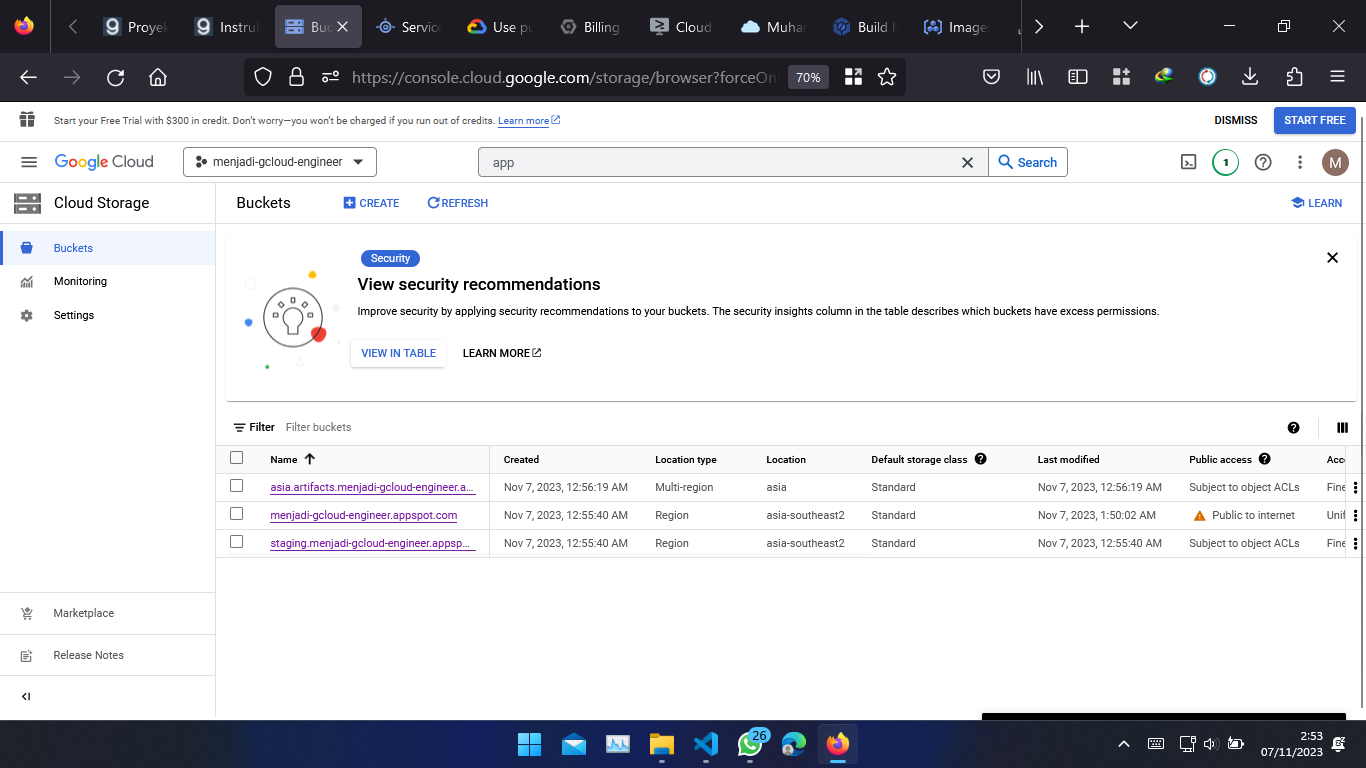 Proyek
Instruk
Buc
Service
Use pu
Billing
Cloud
Muham
Build
Image
https://console.cloud.google.com/storage/browser?forceOn
70%
Start your Free Trial with $300 in credit. Don't worry—you won't be charged if you run out of credits. Learn more
DISMISS
START FREE
Google Cloud
menjadi-gcloud-engineer
app
Search
1
M
Cloud Storage
Buckets
CREATE
REFRESH
LEARN
Buckets
Monitoring
Settings
Security
View security recommendations
Improve security by applying security recommendations to your buckets. The security insights column in the table describes which buckets have excess permissions.
VIEW IN TABLE
LEARN MORE
Filter Filter buckets
Name Created Location type Location Default storage class Last modified Public access Acc
asia.artifacts.menjadi-gcloud-engineer.a... Nov 7, 2023, 12:56:19 AM Multi-region asia Standard Nov 7, 2023, 12:56:19 AM Subject to object ACLs Fine
menjadi-gcloud-engineer.appspot.com Nov 7, 2023, 12:55:40 AM Region asia-southeast2 Standard Nov 7, 2023, 1:50:02 AM Public to internet Unif
staging.menjadi-gcloud-engineer.appsp... Nov 7, 2023, 12:55:40 AM Region asia-southeast2 Standard Nov 7, 2023, 12:55:40 AM Subject to object ACLs Fine
Marketplace
Release Notes
26
2:53
07/11/2023